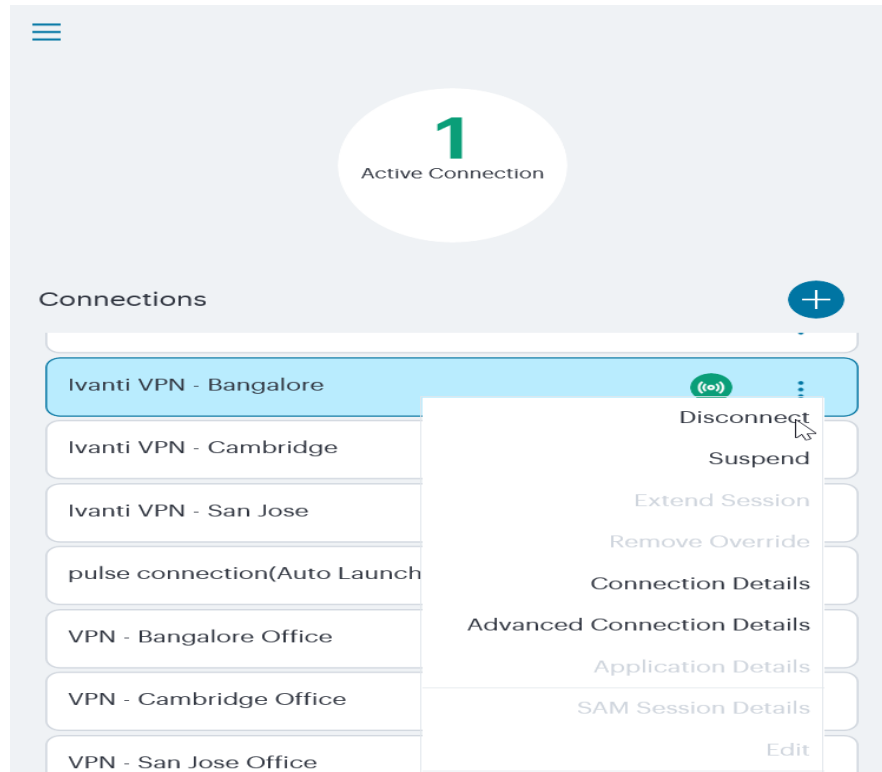 1
Active Connection
Connections
Ivanti VPN - Bangalore
Disconnect
Ivanti VPN - Cambridge
Suspend
Extend Session
Ivanti VPN - San Jose
Remove Override
pulse connection(Auto Launch
Connection Details
Advanced Connection Details
VPN - Bangalore Office
Application Details
VPN - Cambridge Office
SAM Session Details
Edit
VPN - San Jose Office